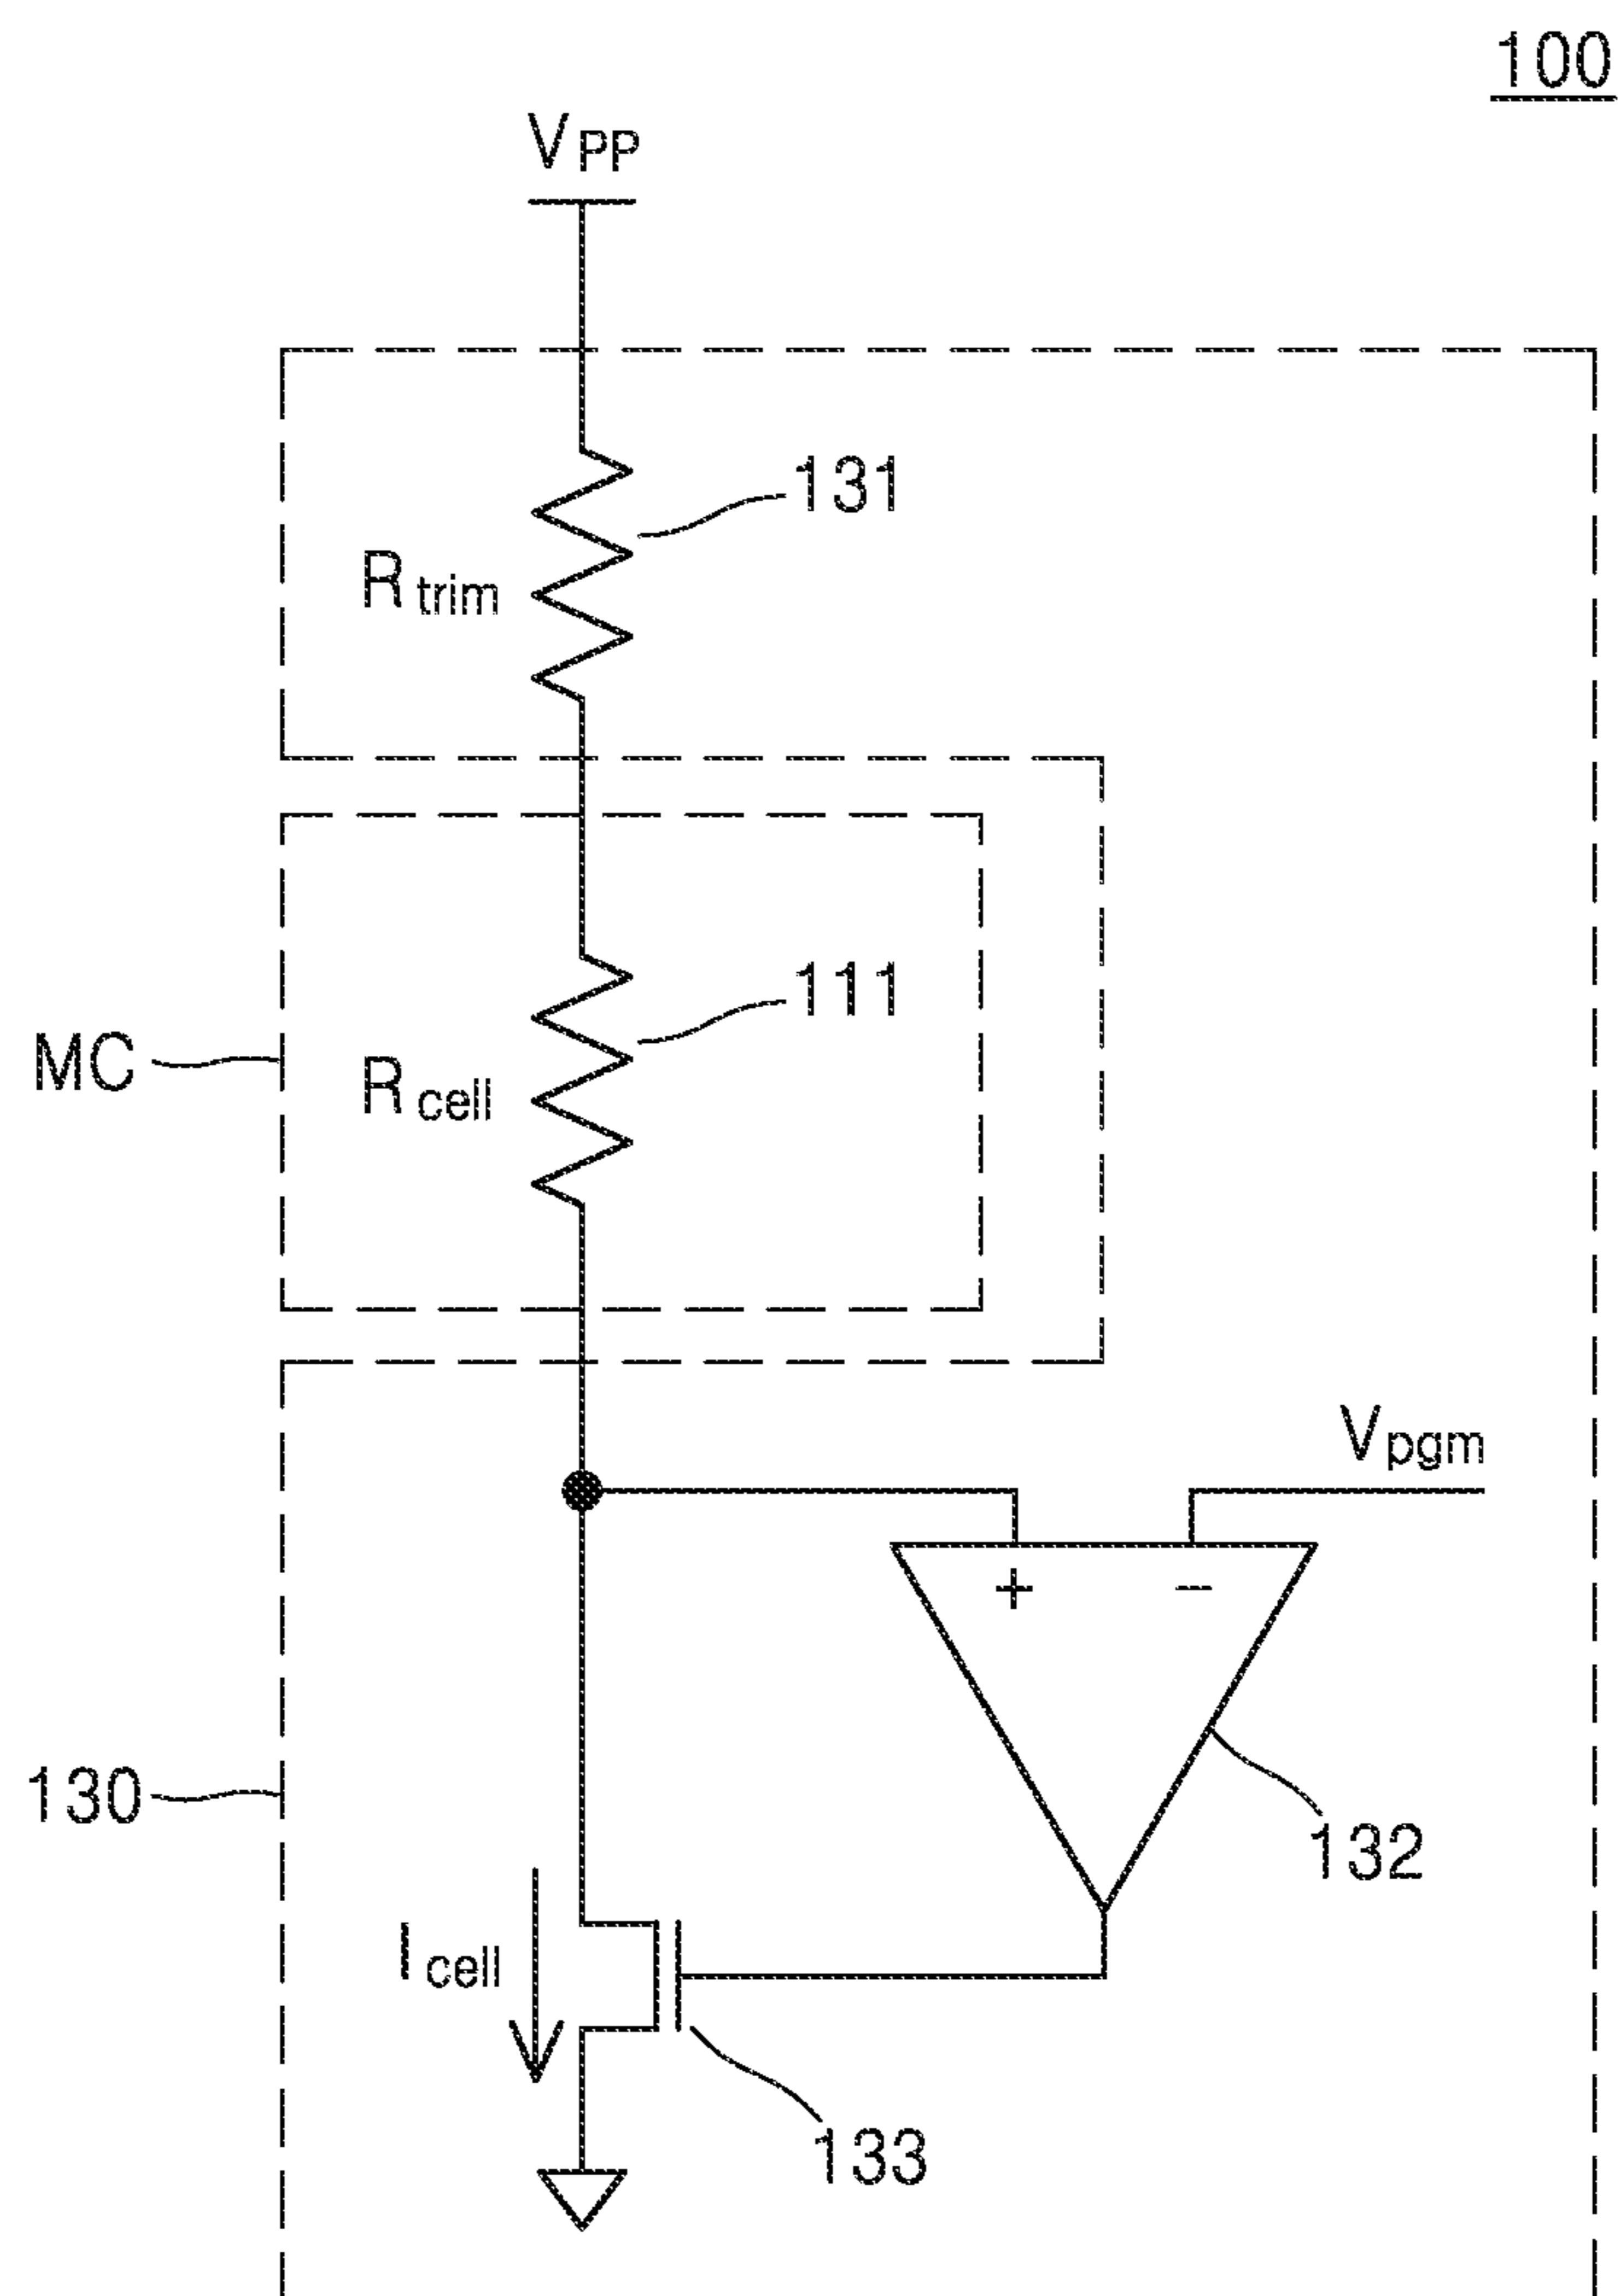 100
VPP
131
Rtrim
111
MC
Rcell
Vpgm
+ −
130
132
Icell
133